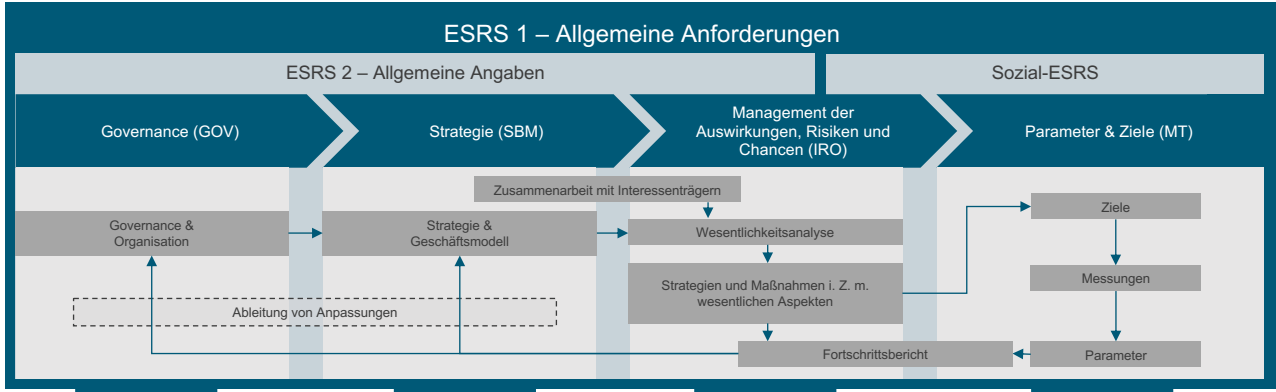 ESRS 1 – Allgemeine Anforderungen
ESRS 2 – Allgemeine Angaben
Sozial-ESRS
Governance (GOV)
Strategie (SBM)
Management der
Auswirkungen, Risiken und
Chancen (IRO)
Parameter & Ziele (MT)
Zusammenarbeit mit Interessenträgern
Governance &
Organisation
Strategie &
Geschäftsmodell
Wesentlichkeitsanalyse
Ziele
Strategien und Maßnahmen i. Z. m.
wesentlichen Aspekten
Messungen
Ableitung von Anpassungen
Fortschrittsbericht
Parameter